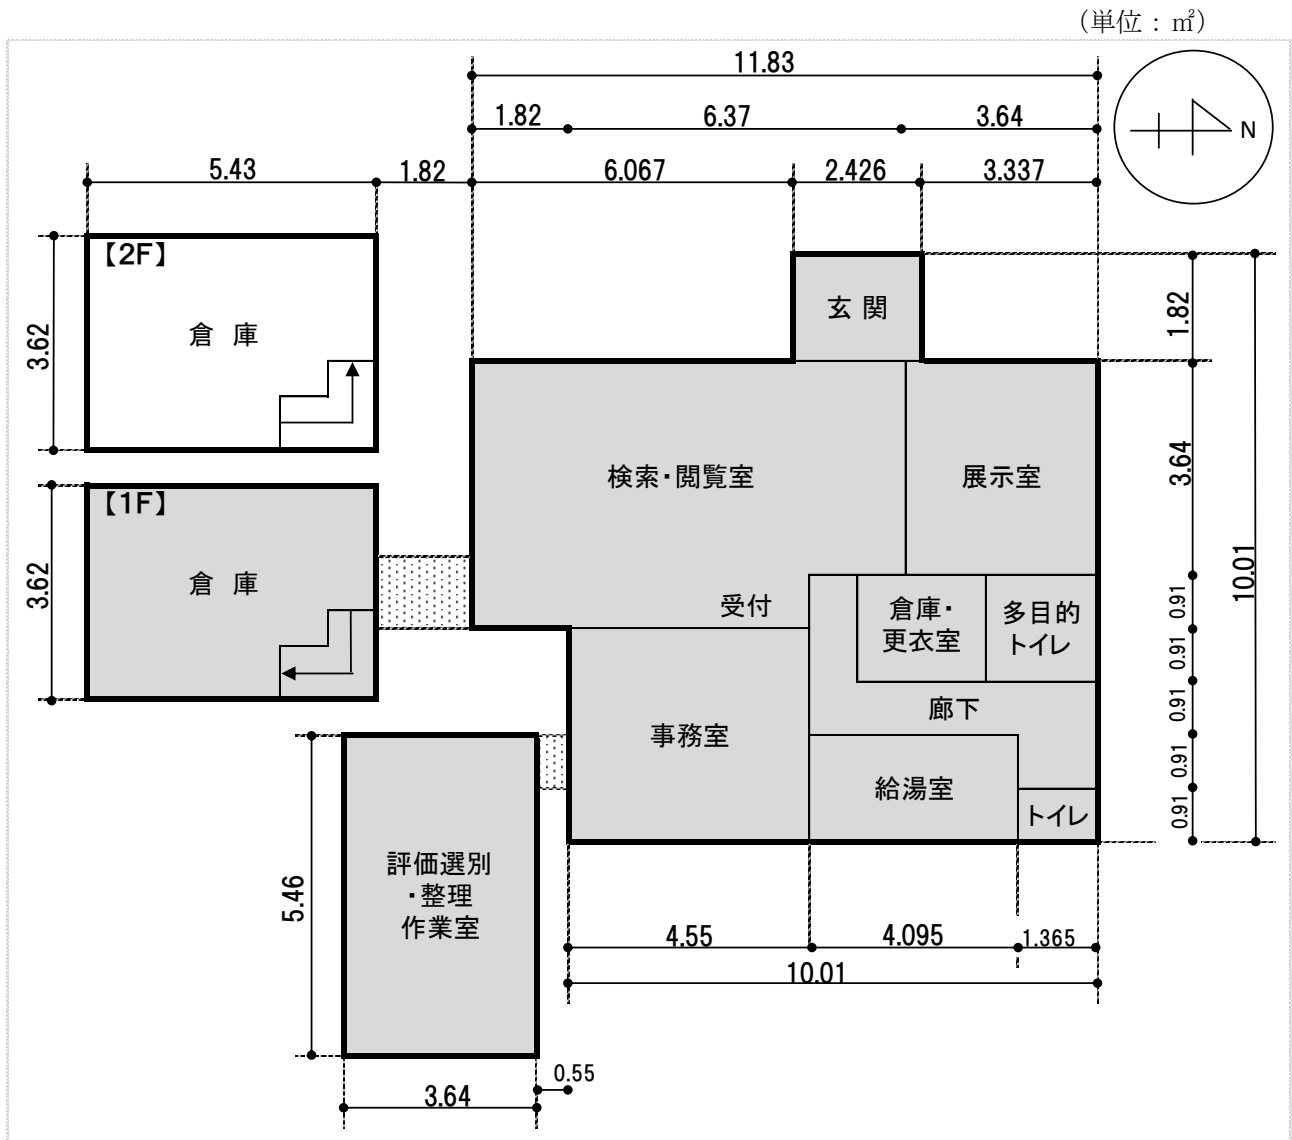 （単位：㎡）
11.83
1.82
6.37
3.64
5.43
1.82
6.067
2.426
3.337
N
【2F】
倉 庫
3.62
玄 関
1.82
10.01
検索・閲覧室
展示室
3.64
【1F】
倉 庫
3.62
受付
倉庫・
更衣室
多目的
トイレ
0.91
0.91
0.91
0.91
0.91
廊下
事務室
給湯室
トイレ
評価選別
・整理
作業室
5.46
4.55
4.095
1.365
10.01
0.55
3.64